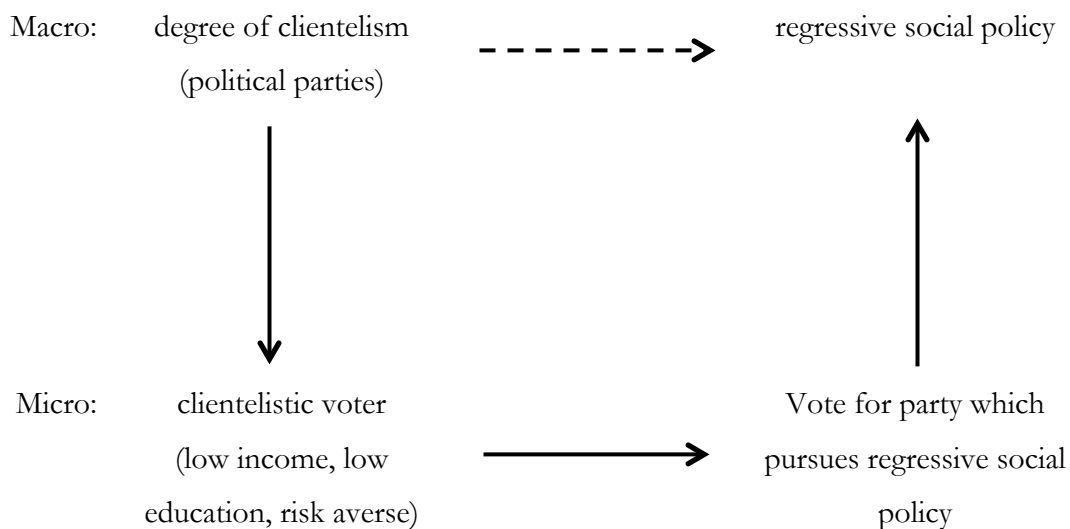 Macro: degree of clientelism regressive social policy
(political parties)
Micro: clientelistic voter Vote for party which
(low income, low pursues regressive social
education, risk averse) policy